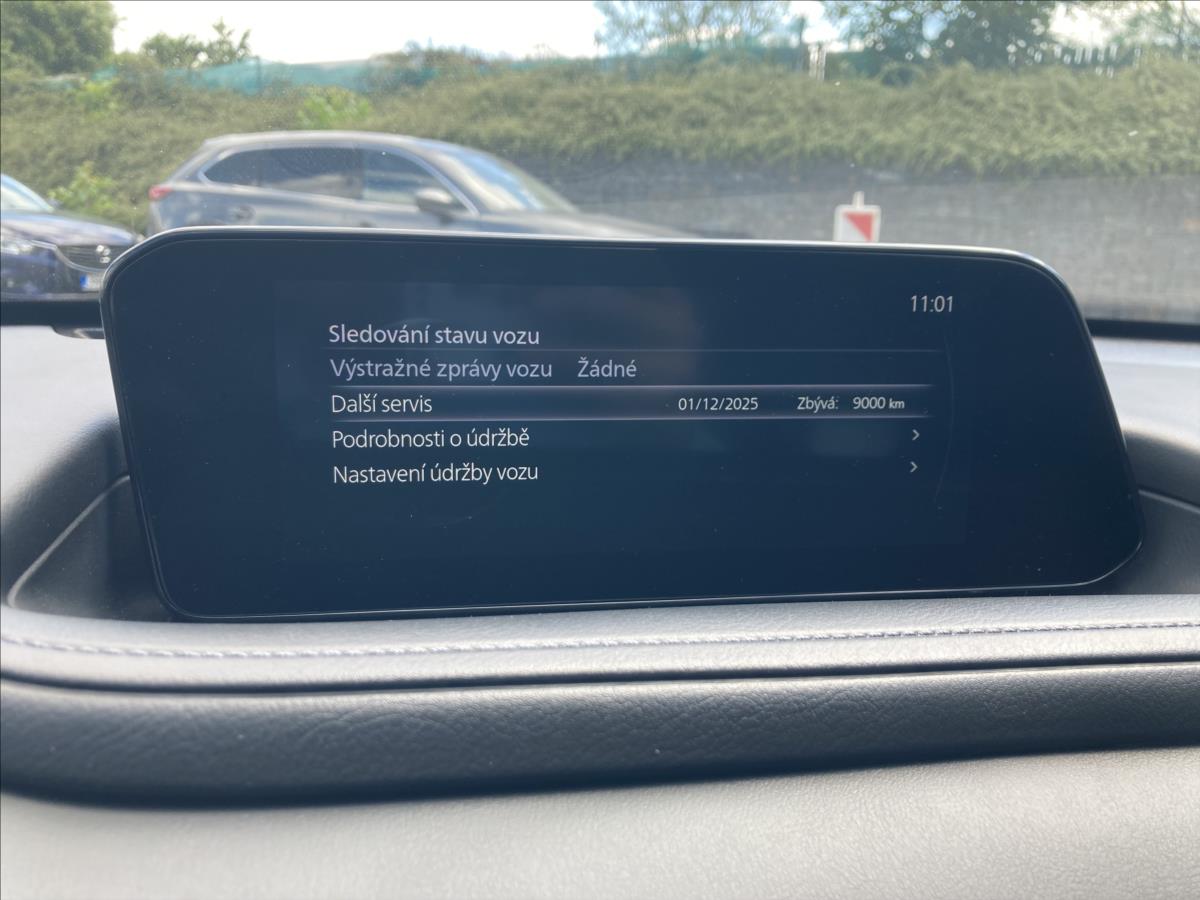 11:01
Sledování stavu vozu
Výstražné zprávy vozu Žádné
Další servis 01/12/2025 Zbývá: 9000 km
Podrobnosti o údržbě >
Nastavení údržby vozu >